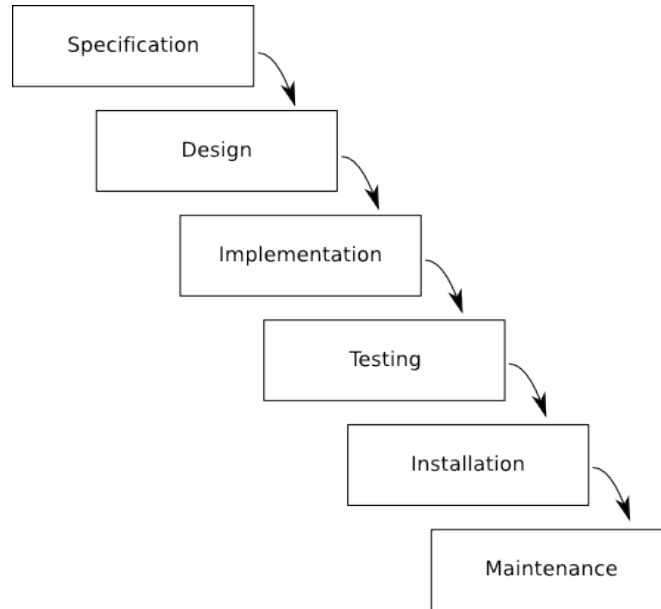 Specification
Design
Implementation
Testing
Installation
Maintenance